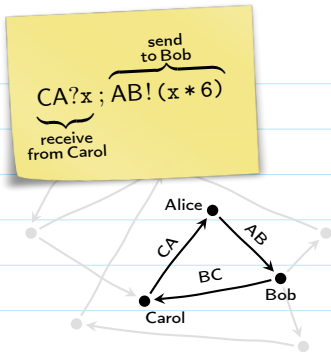 send
to Bob
CA?x ; AB!(x*6)
receive
from Carol
Alice
CA
AB
BC
Bob
Carol